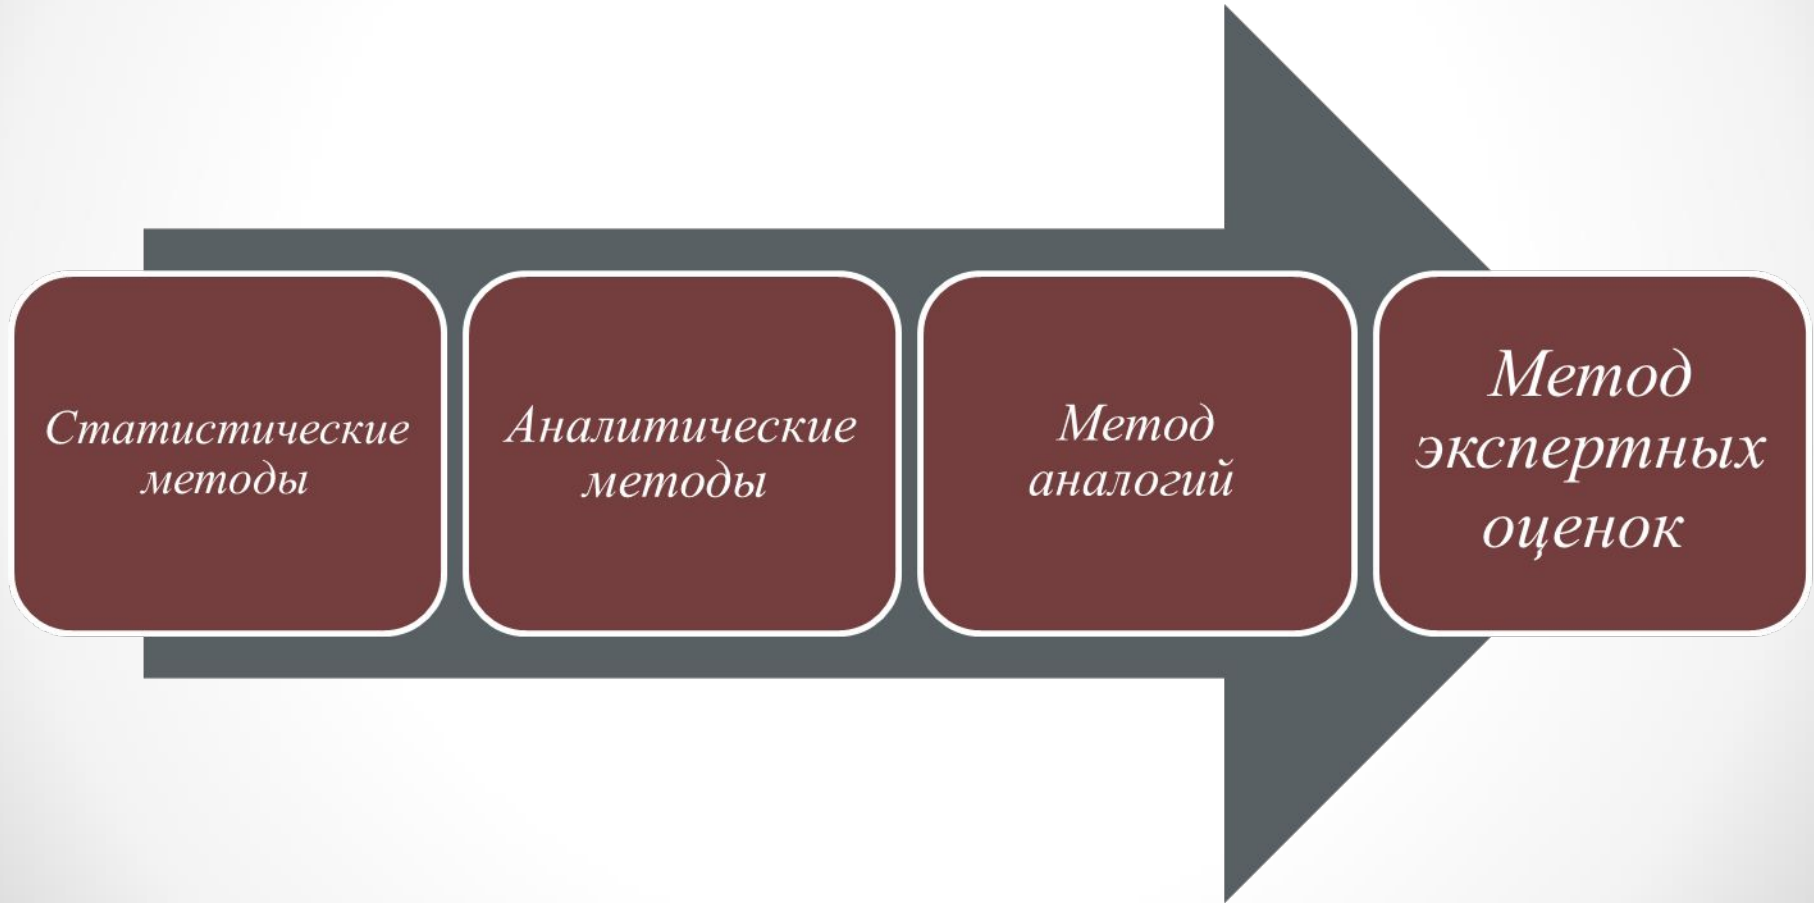 Статистические
методы
Аналитические
методы
Метод
аналогий
Метод
экспертных
оценок